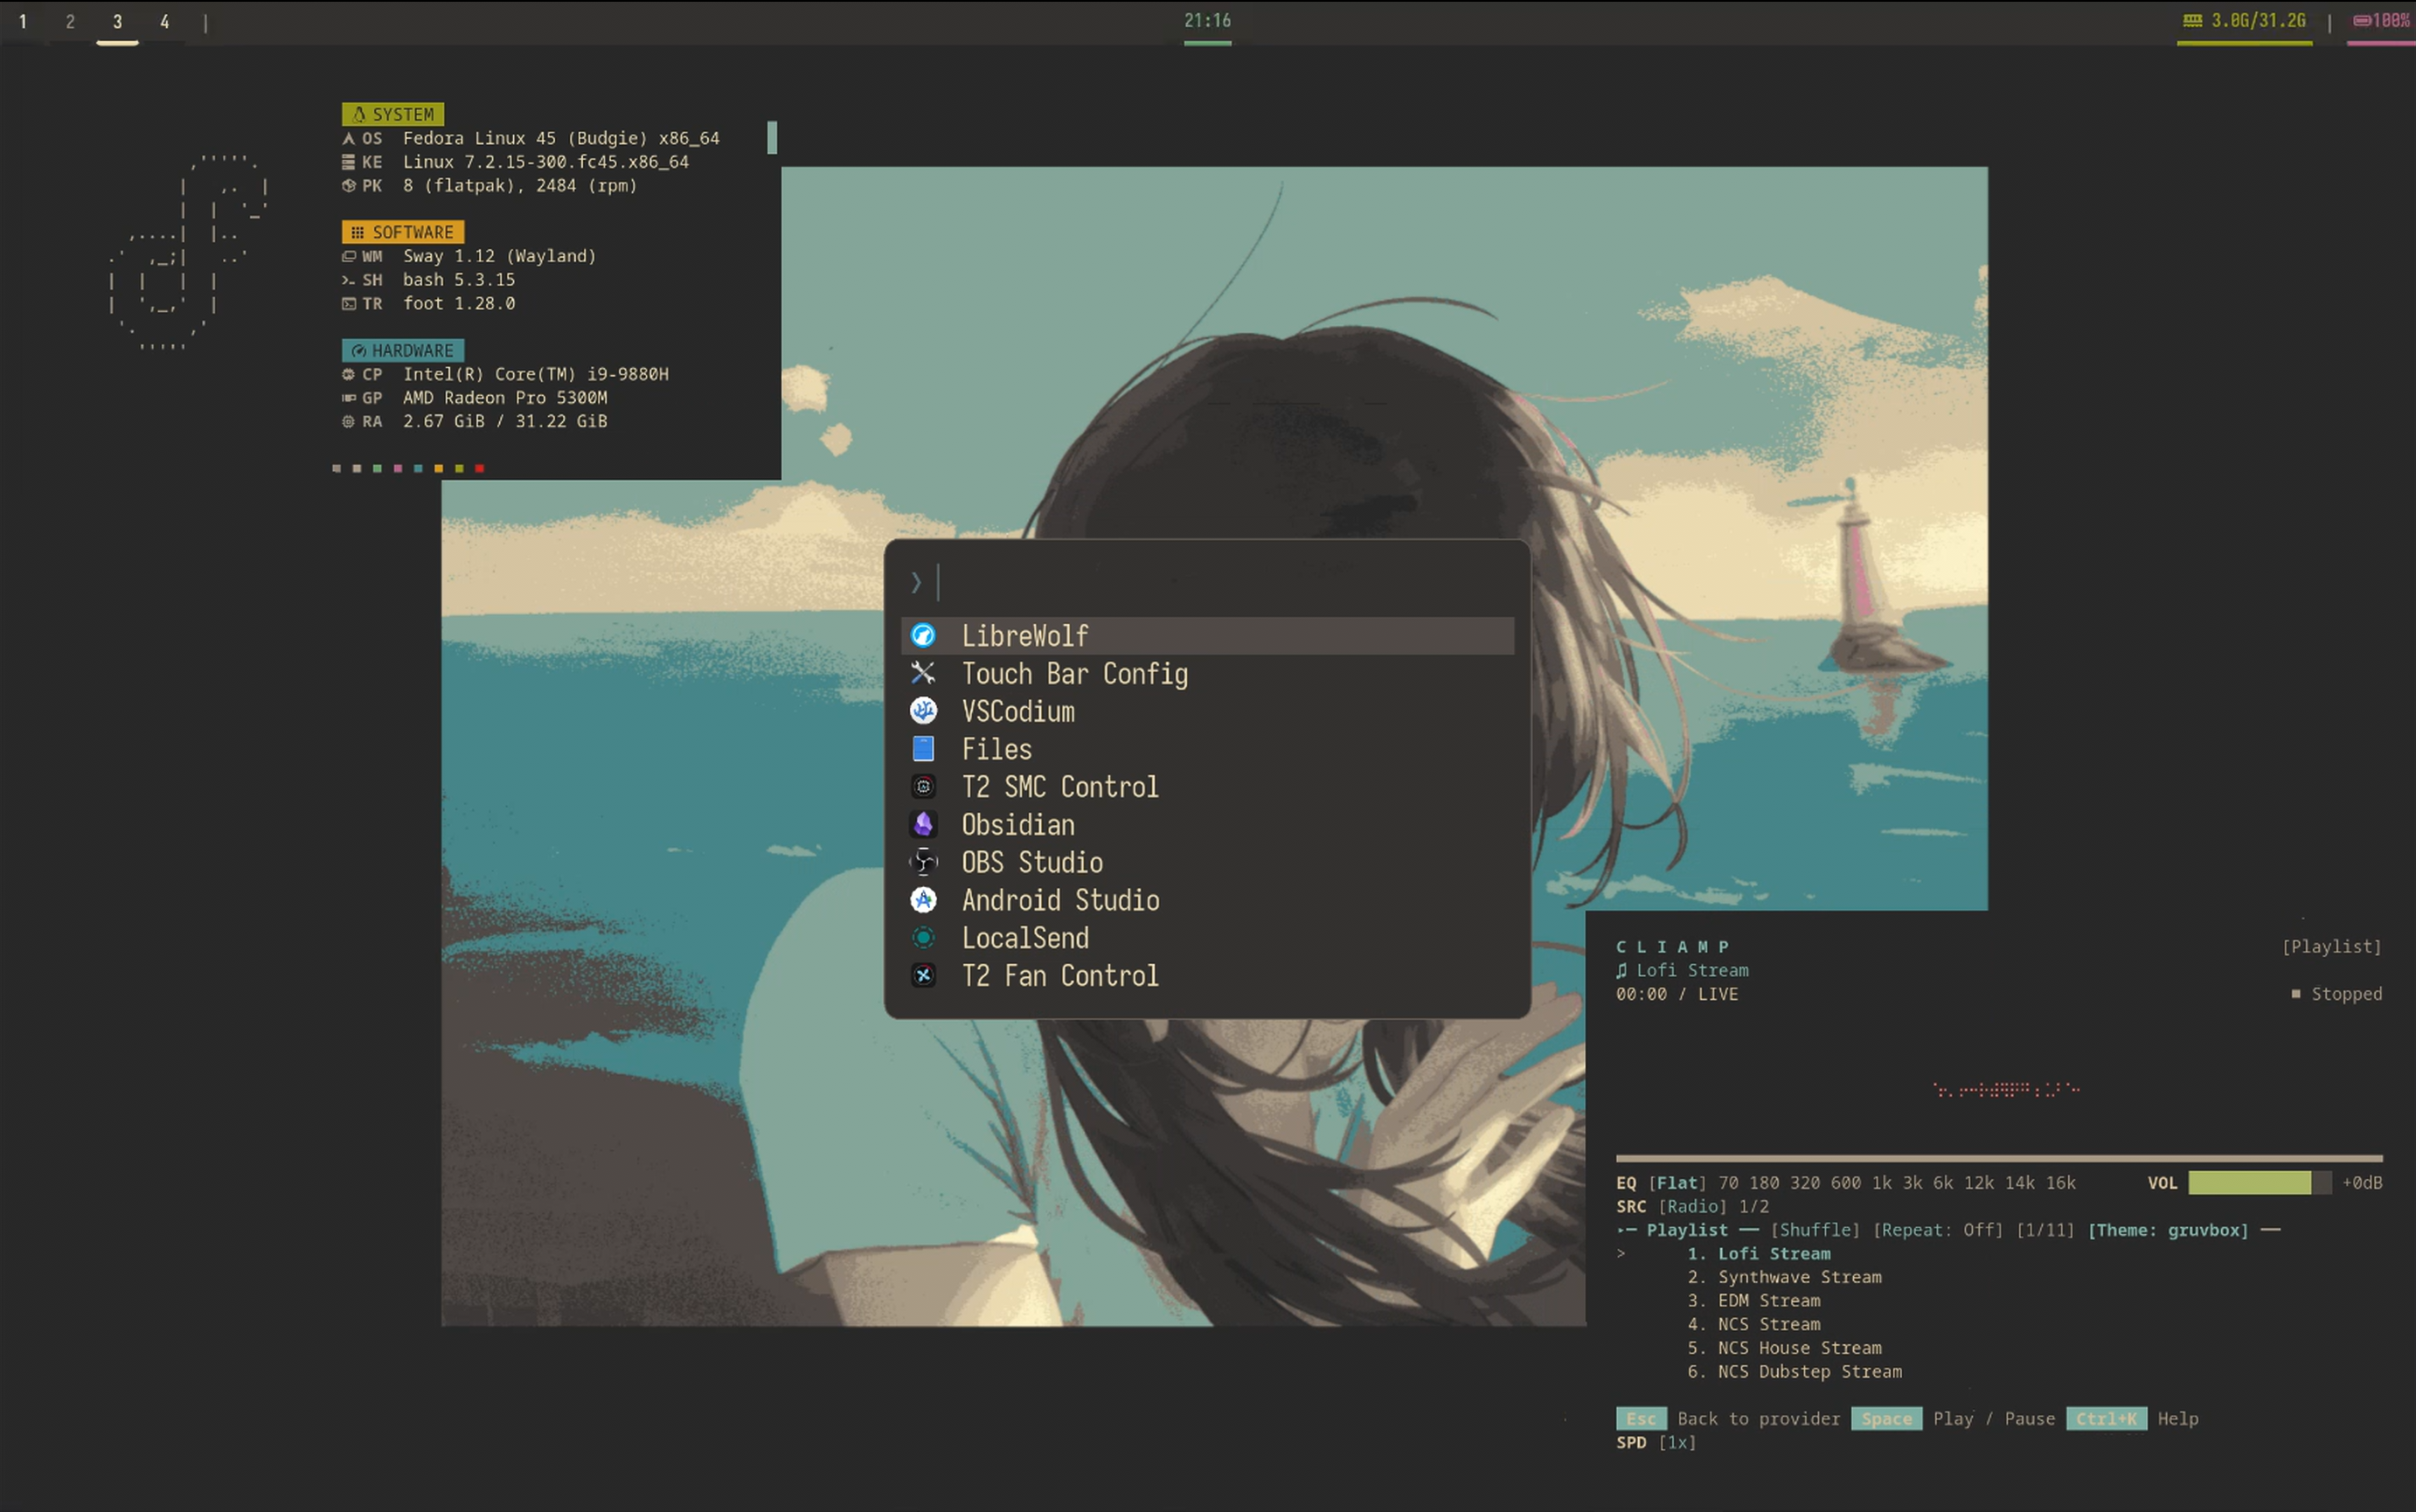 1 2 3 4 |
21:16
3.0G/31.2G | 100%
SYSTEM
OS Fedora Linux 45 (Budgie) x86_64
KE Linux 7.2.15-300.fc45.x86_64
PK 8 (flatpak), 2484 (rpm)
SOFTWARE
WM Sway 1.12 (Wayland)
SH bash 5.3.15
TR foot 1.28.0
HARDWARE
CP Intel(R) Core(TM) i9-9880H
GP AMD Radeon Pro 5300M
RA 2.67 GiB / 31.22 GiB
LibreWolf
Touch Bar Config
VSCodium
Files
T2 SMC Control
Obsidian
OBS Studio
Android Studio
LocalSend
T2 Fan Control
C L I A M P [Playlist]
♫ Lofi Stream
00:00 / LIVE ■ Stopped
EQ [Flat] 70 180 320 600 1k 3k 6k 12k 14k 16k VOL +0dB
SRC [Radio] 1/2
Playlist — [Shuffle] [Repeat: Off] [1/11] [Theme: gruvbox] —
> 1. Lofi Stream
2. Synthwave Stream
3. EDM Stream
4. NCS Stream
5. NCS House Stream
6. NCS Dubstep Stream
Esc Back to provider Space Play / Pause Ctrl+K Help
SPD [1x]